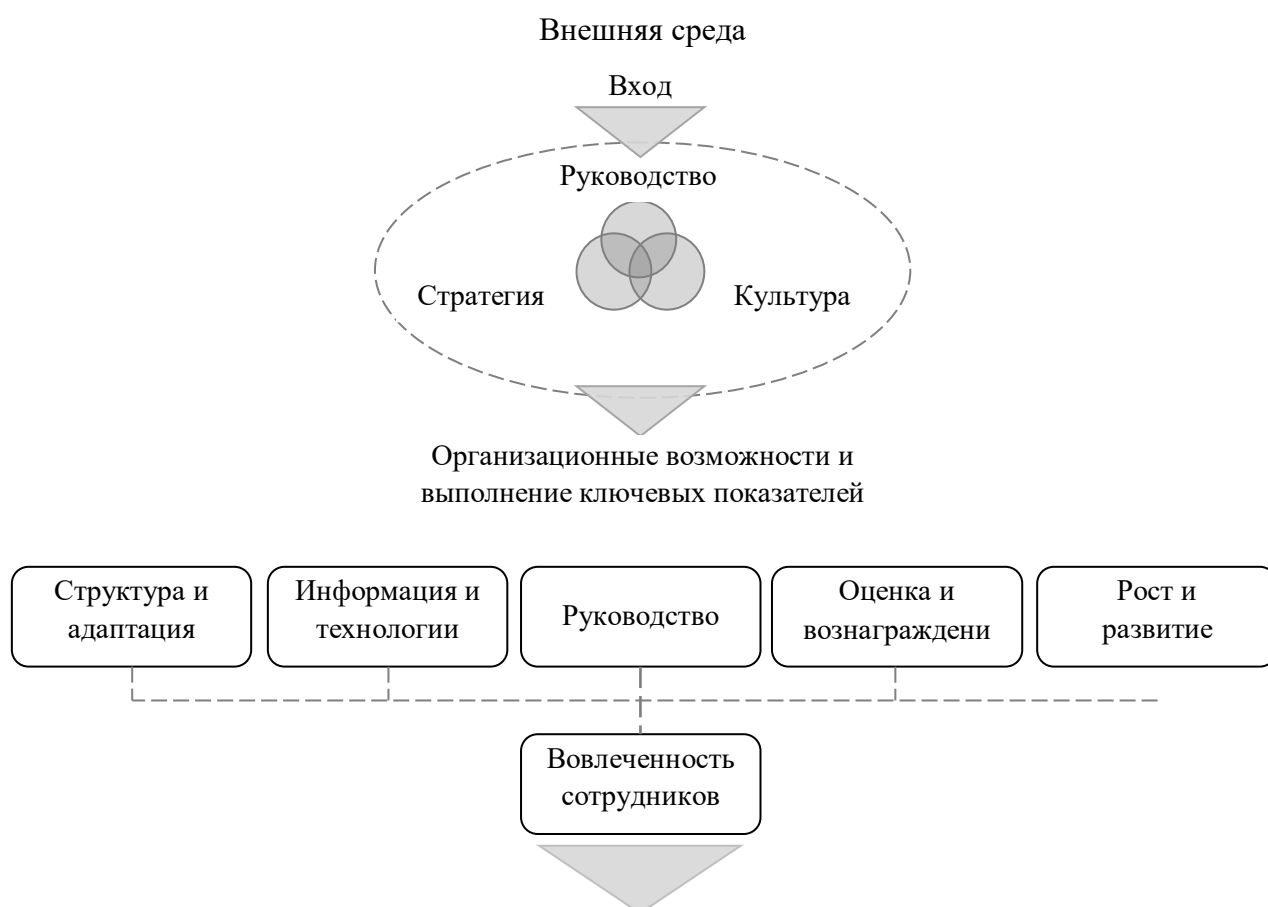 Внешняя среда
Вход
Руководство
Стратегия
Культура
Организационные возможности и
выполнение ключевых показателей
Структура и
адаптация
Информация и
технологии
Руководство
Оценка и
вознаграждени
Рост и
развитие
Вовлеченность
сотрудников